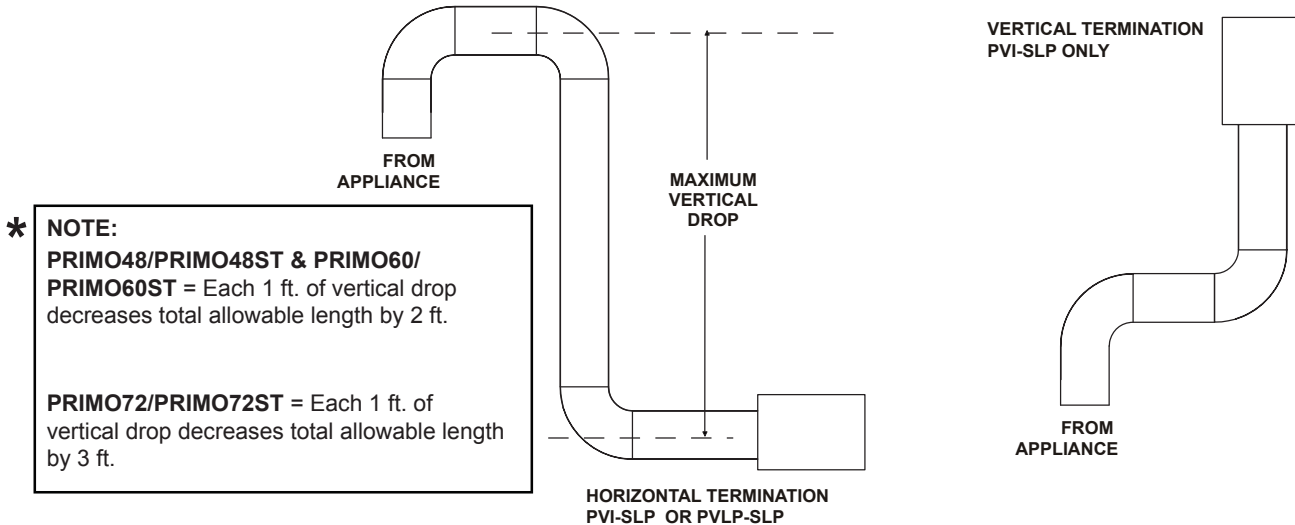 FROM
APPLIANCE
MAXIMUM
VERTICAL
DROP
* NOTE:
PRIMO48/PRIMO48ST & PRIMO60/
PRIMO60ST = Each 1 ft. of vertical drop
decreases total allowable length by 2 ft.
PRIMO72/PRIMO72ST = Each 1 ft. of
vertical drop decreases total allowable length
by 3 ft.
HORIZONTAL TERMINATION
PVI-SLP OR PVLP-SLP
VERTICAL TERMINATION
PVI-SLP ONLY
FROM
APPLIANCE